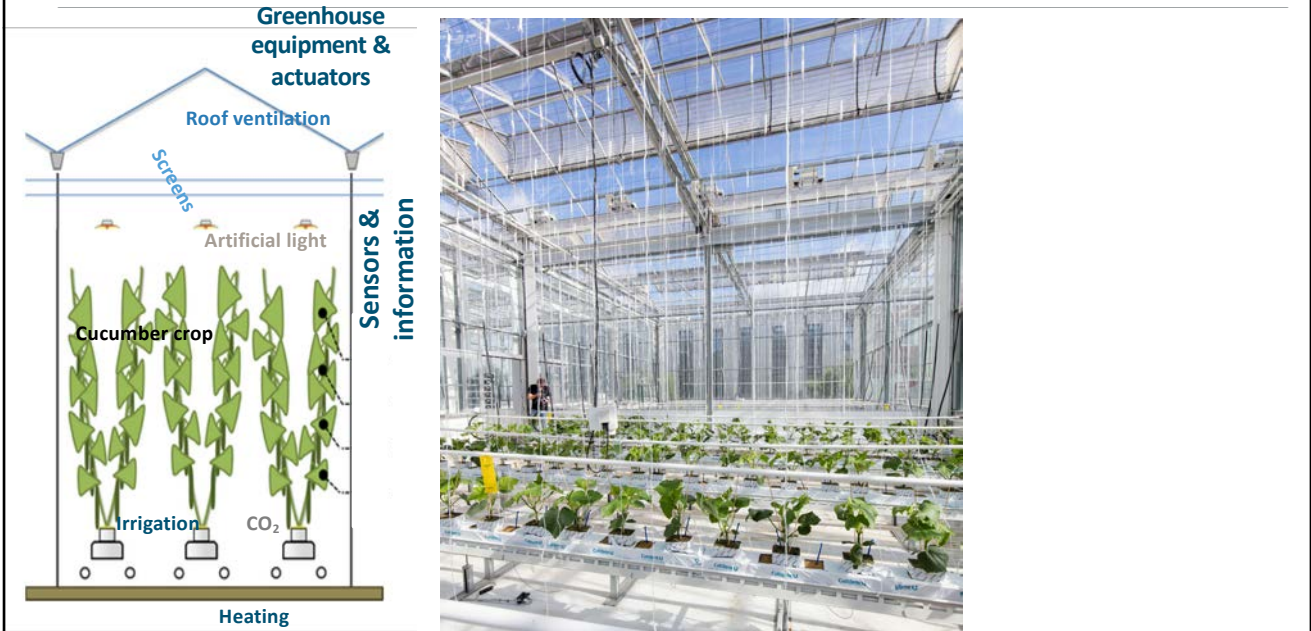 Greenhouse
equipment &
actuators
Roof ventilation
Screens
Artificial light
Sensors &
information
Cucumber crop
Irrigation
CO₂
Heating